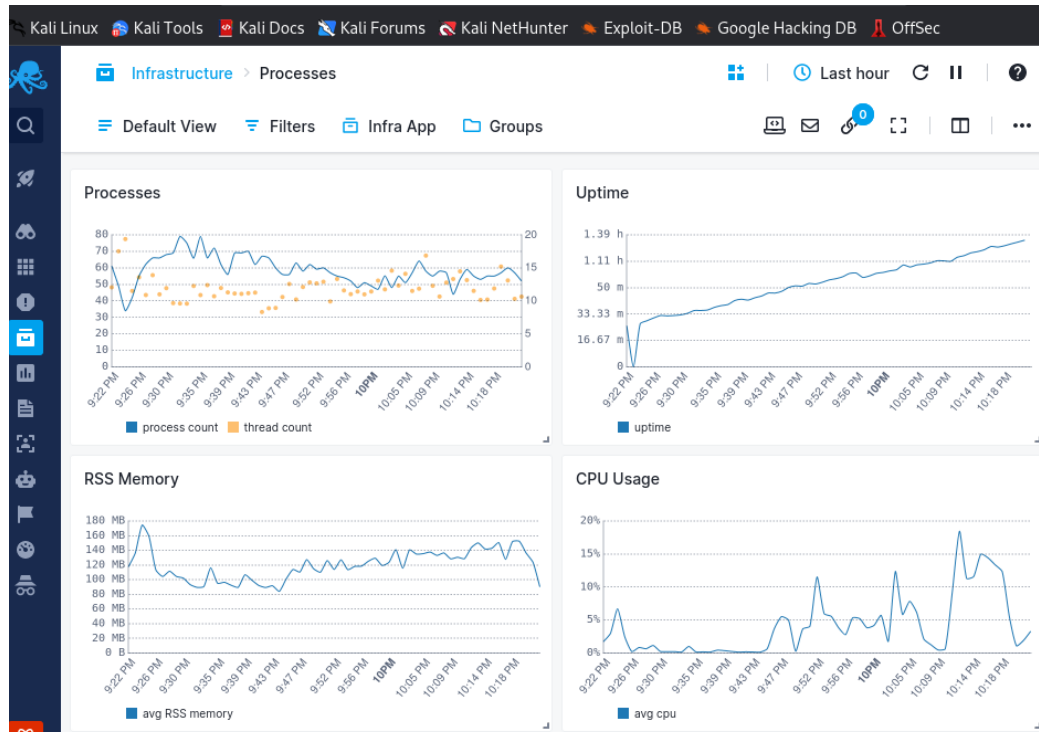 Kali Linux Kali Tools Kali Docs Kali Forums Kali NetHunter Exploit-DB Google Hacking DB OffSec
Infrastructure > Processes Last hour
Default View Filters Infra App Groups 0
Processes
80
70
60
50
40
30
20
10
0
20
15
10
5
0
9:22 PM 9:26 PM 9:30 PM 9:35 PM 9:39 PM 9:43 PM 9:47 PM 9:52 PM 9:56 PM 10PM 10:05 PM 10:09 PM 10:14 PM 10:18 PM
process count thread count
Uptime
1.39 h
1.11 h
50 m
33.33 m
16.67 m
0
9:22 PM 9:26 PM 9:30 PM 9:35 PM 9:39 PM 9:43 PM 9:47 PM 9:52 PM 9:56 PM 10PM 10:05 PM 10:09 PM 10:14 PM 10:18 PM
uptime
RSS Memory
180 MB
160 MB
140 MB
120 MB
100 MB
80 MB
60 MB
40 MB
20 MB
0 B
9:22 PM 9:26 PM 9:30 PM 9:35 PM 9:39 PM 9:43 PM 9:47 PM 9:52 PM 9:56 PM 10PM 10:05 PM 10:09 PM 10:14 PM 10:18 PM
avg RSS memory
CPU Usage
20%
15%
10%
5%
0%
9:22 PM 9:26 PM 9:30 PM 9:35 PM 9:39 PM 9:43 PM 9:47 PM 9:52 PM 9:56 PM 10PM 10:05 PM 10:09 PM 10:14 PM 10:18 PM
avg cpu